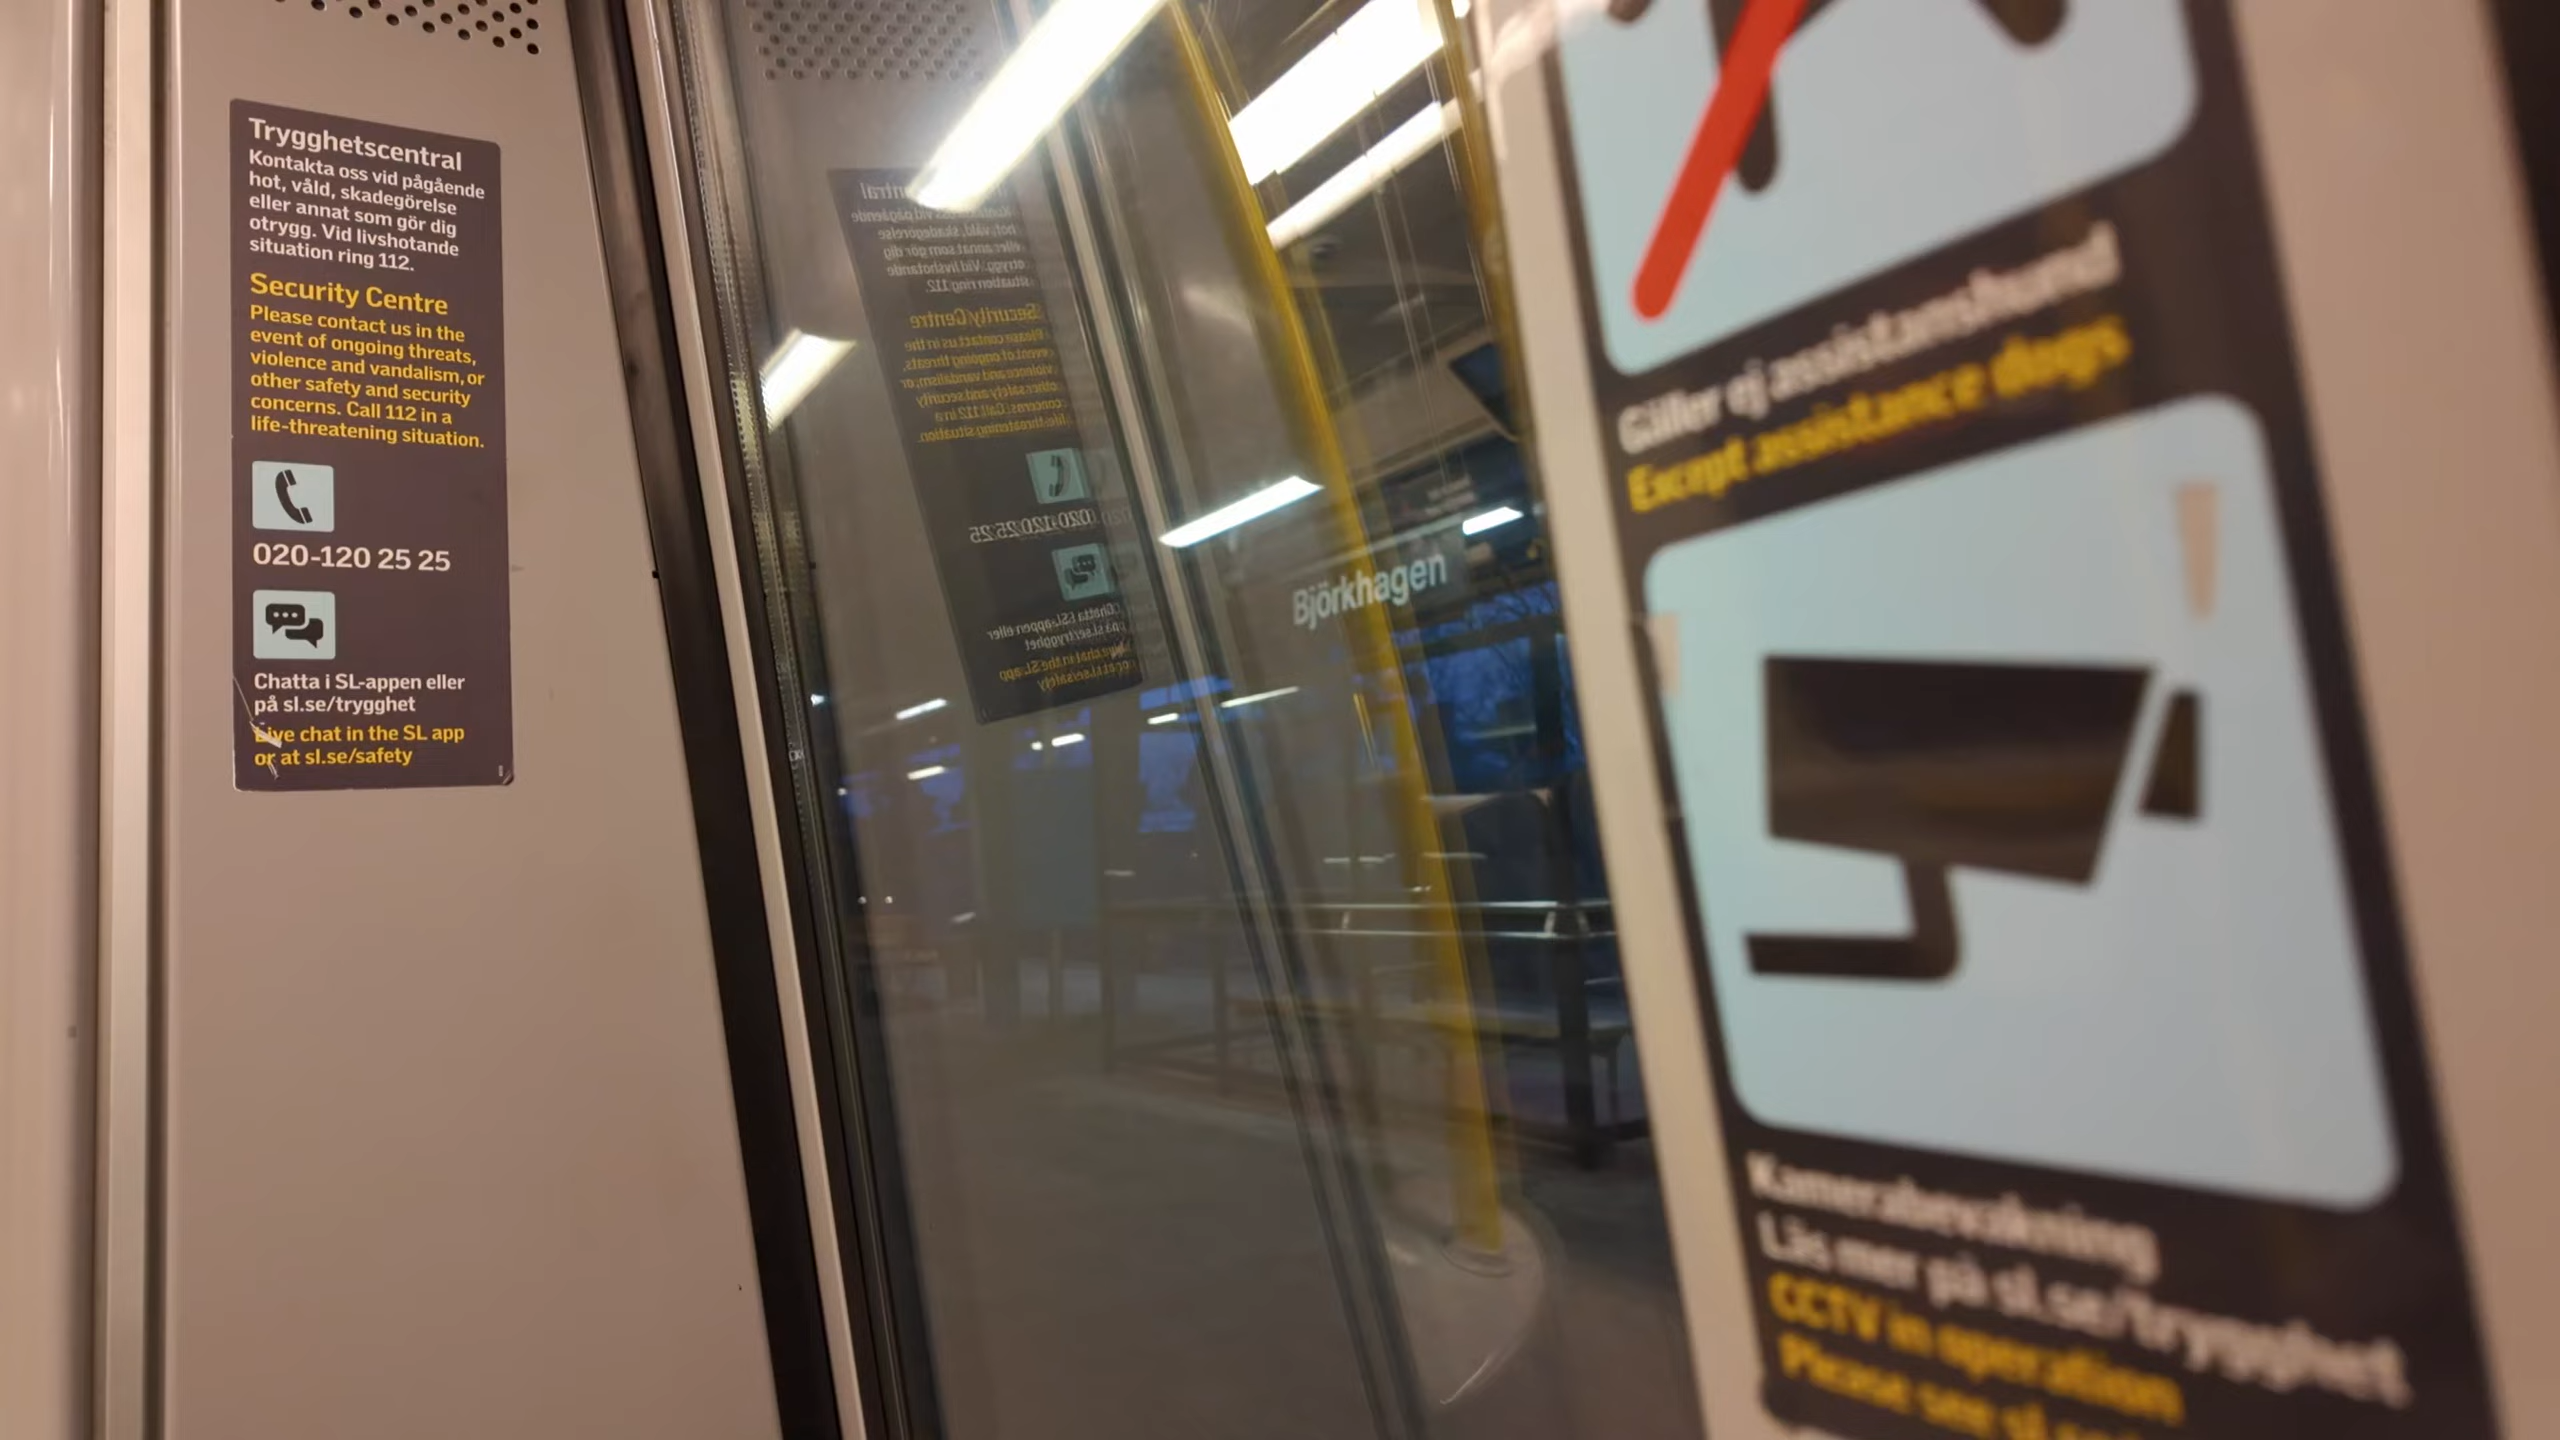 Trygghetscentral
Kontakta oss vid pågående
hot, våld, skadegörelse
eller annat som gör dig
otrygg. Vid livshotande
situation ring 112.
Security Centre
Please contact us in the
event of ongoing threats,
violence and vandalism, or
other safety and security
concerns. Call 112 in a
life-threatening situation.
020-120 25 25
Chatta i SL-appen eller
på sl.se/trygghet
Live chat in the SL app
or at sl.se/safety
Björkhagen
Gäller ej assistanshund
Except assistance dogs
Kamerabevakning
Läs mer på sl.se/trygghet
CCTV in operation
Please see